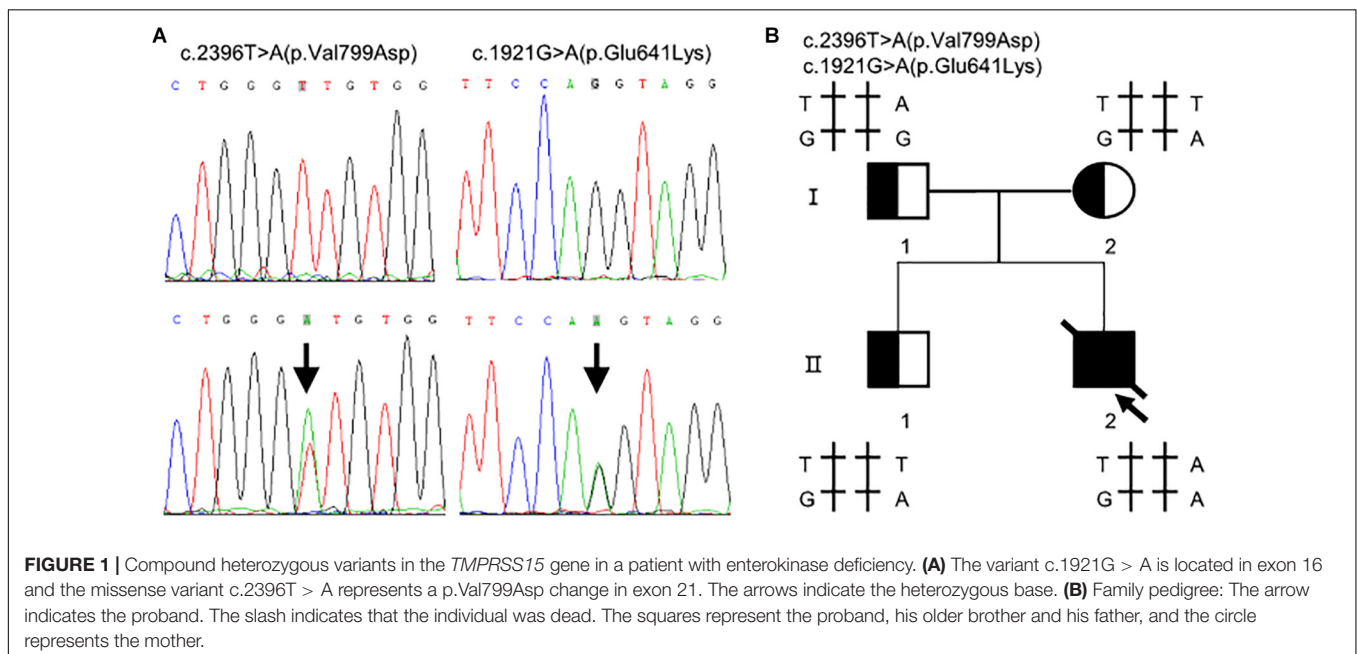 A
B
c.2396T>A(p.Val799Asp)
c.1921G>A(p.Glu641Lys)
c.2396T>A(p.Val799Asp)
c.1921G>A(p.Glu641Lys)
C T G G G T T G T G G
T T C C A G G T A G G
T A
G G
T T
G A
I
1 2
C T G G G A T G T G G
T T C C A A G T A G G
II
1 2
T T
G A
T A
G A
FIGURE 1 | Compound heterozygous variants in the TMPRSS15 gene in a patient with enterokinase deficiency. (A) The variant c.1921G > A is located in exon 16
and the missense variant c.2396T > A represents a p.Val799Asp change in exon 21. The arrows indicate the heterozygous base. (B) Family pedigree: The arrow
indicates the proband. The slash indicates that the individual was dead. The squares represent the proband, his older brother and his father, and the circle
represents the mother.